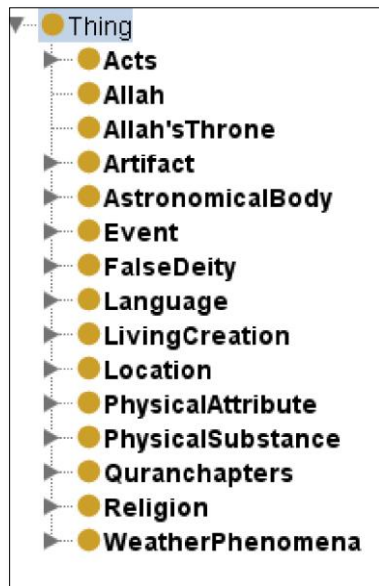 Thing
Acts
Allah
Allah'sThrone
Artifact
AstronomicalBody
Event
FalseDeity
Language
LivingCreation
Location
PhysicalAttribute
PhysicalSubstance
Quranchapters
Religion
WeatherPhenomena